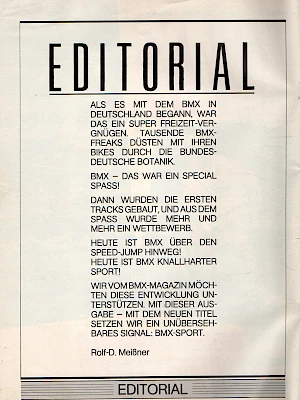 EDITORIAL
ALS ES MIT DEM BMX IN
DEUTSCHLAND BEGANN, WAR
DAS EIN SUPER FREIZEIT-VER-
GNÜGEN. TAUSENDE BMX-
FREAKS DÜSTEN MIT IHREN
BIKES DURCH DIE BUNDES-
DEUTSCHE BOTANIK.
BMX – DAS WAR EIN SPECIAL
SPASS!
DANN WURDEN DIE ERSTEN
TRACKS GEBAUT, UND AUS DEM
SPASS WURDE MEHR UND
MEHR EIN WETTBEWERB.
HEUTE IST BMX ÜBER DEN
SPEED-JUMP HINWEG!
HEUTE IST BMX KNALLHARTER
SPORT!
WIR VOM BMX-MAGAZIN MÖCH-
TEN DIESE ENTWICKLUNG UN-
TERSTÜTZEN. MIT DIESER AUS-
GABE – MIT DEM NEUEN TITEL
SETZEN WIR EIN UNÜBERSEH-
BARES SIGNAL: BMX-SPORT.
Rolf-D. Meißner
EDITORIAL